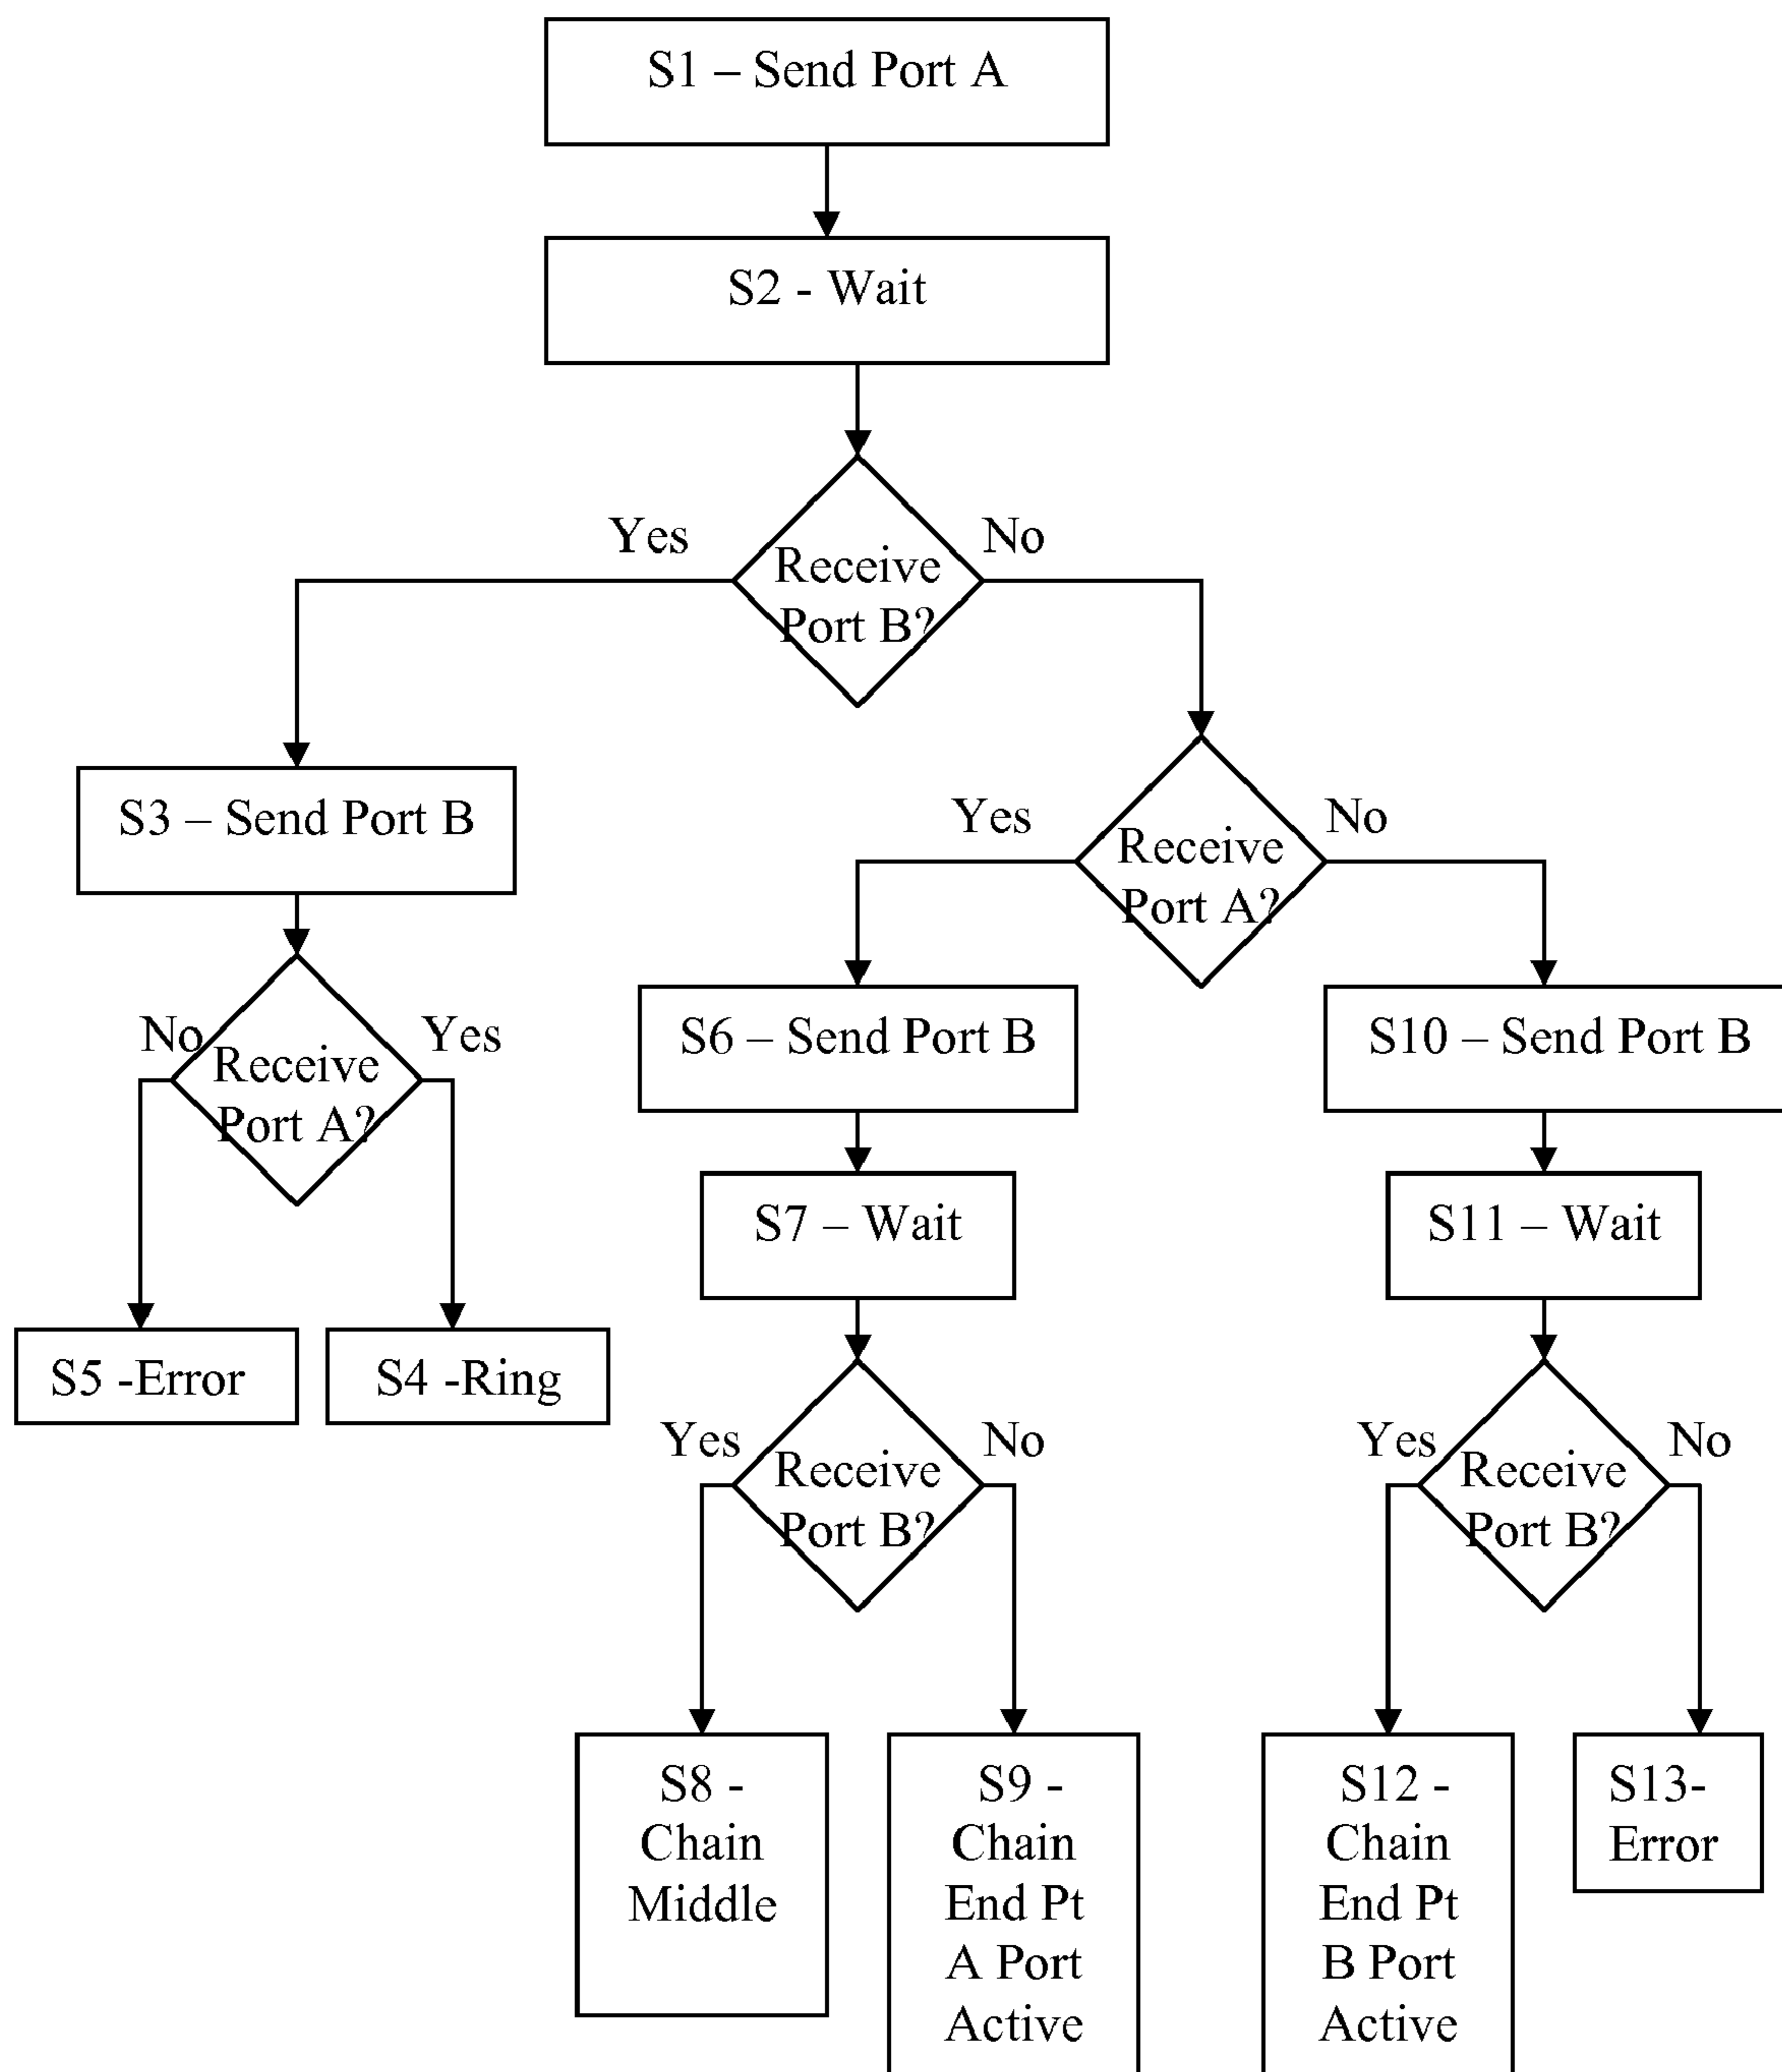 S1 – Send Port A
S2 - Wait
Yes
No
Receive
Port B?
S3 – Send Port B
Yes
No
Receive
Port A?
No
Yes
Receive
Port A?
S6 – Send Port B
S10 – Send Port B
S7 – Wait
S11 – Wait
S5 -Error
S4 -Ring
Yes
No
Receive
Port B?
Yes
No
Receive
Port B?
S8 -
Chain
Middle
S9 -
Chain
End Pt
A Port
Active
S12 -
Chain
End Pt
B Port
Active
S13-
Error